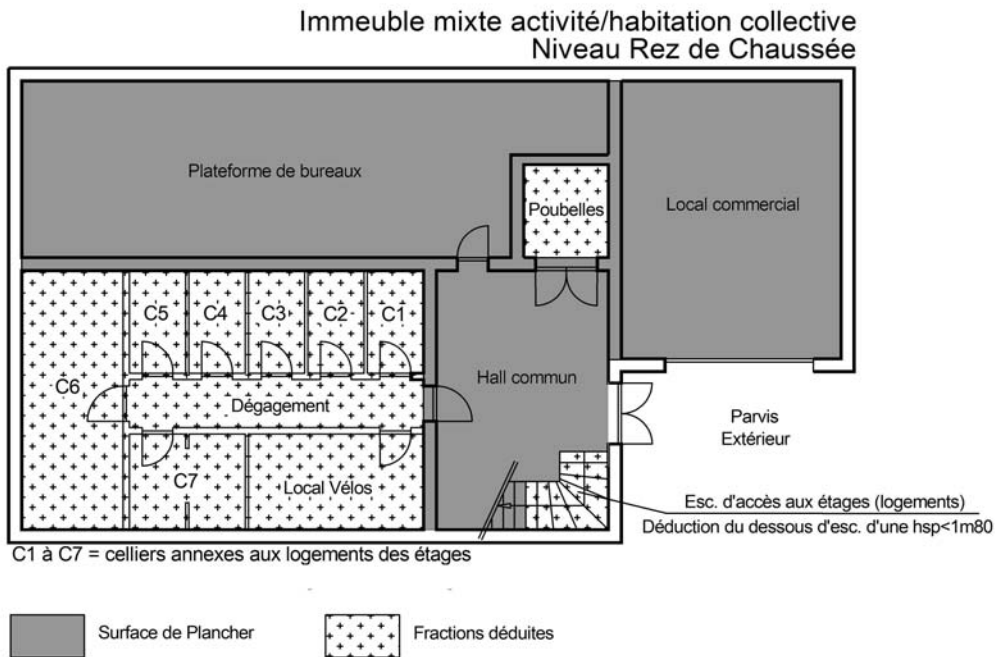 Immeuble mixte activité/habitation collective
Niveau Rez de Chaussée
Plateforme de bureaux
Poubelles
Local commercial
C5
C4
C3
C2
C1
C6
Hall commun
Dégagement
Parvis
Extérieur
C7
Local Vélos
Esc. d'accès aux étages (logements)
Déduction du dessous d'esc. d'une hsp<1m80
C1 à C7 = celliers annexes aux logements des étages
Surface de Plancher
Fractions déduites